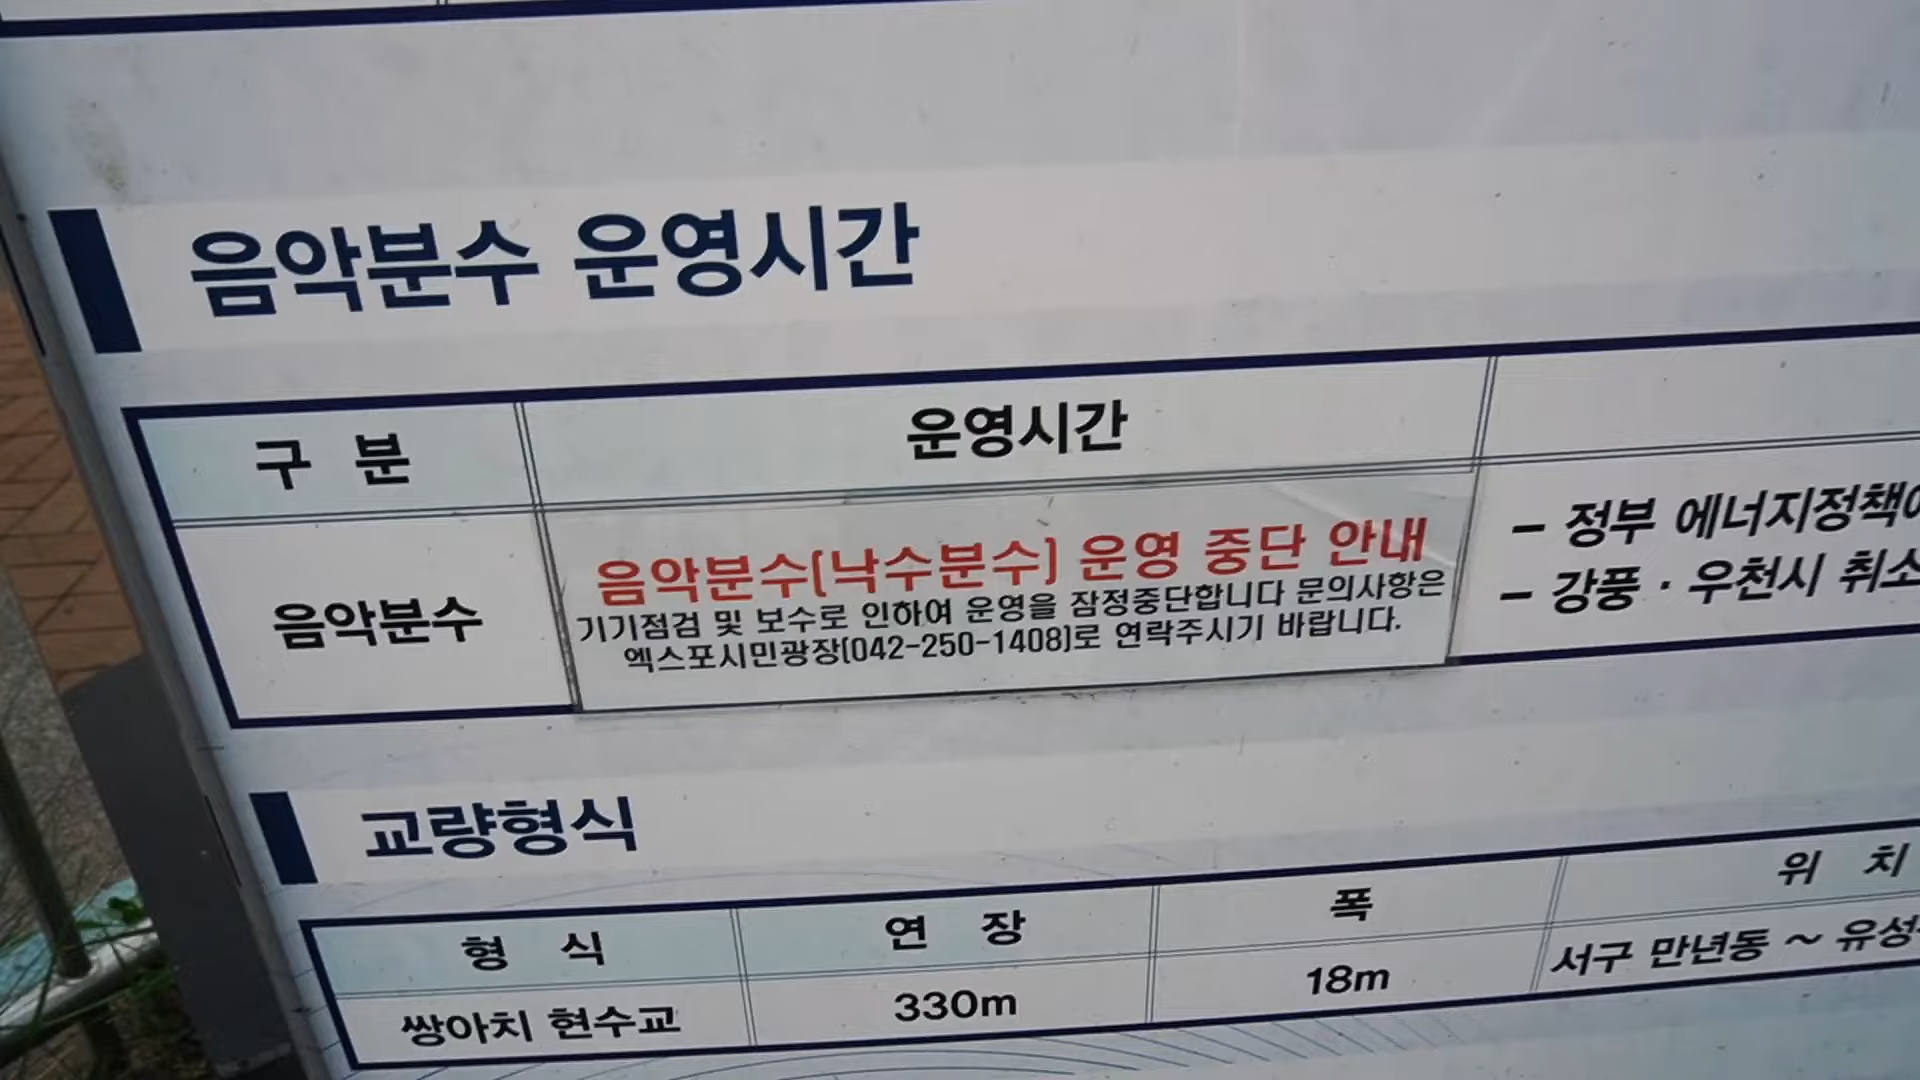 음악분수 운영시간
구 분 운영시간
음악분수
음악분수(낙수분수) 운영 중단 안내
기기점검 및 보수로 인하여 운영을 잠정중단합니다 문의사항은
엑스포시민광장(042-250-1408)로 연락주시기 바랍니다.
- 정부 에너지정책에
- 강풍 · 우천시 취소
교량형식
형 식 연 장 폭 위 치
쌍아치 현수교 330m 18m 서구 만년동 ~ 유성